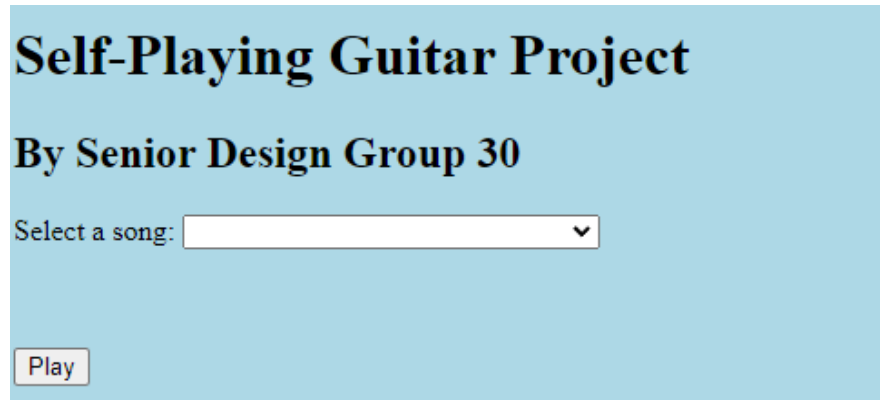 Self-Playing Guitar Project
By Senior Design Group 30
Select a song:
Play